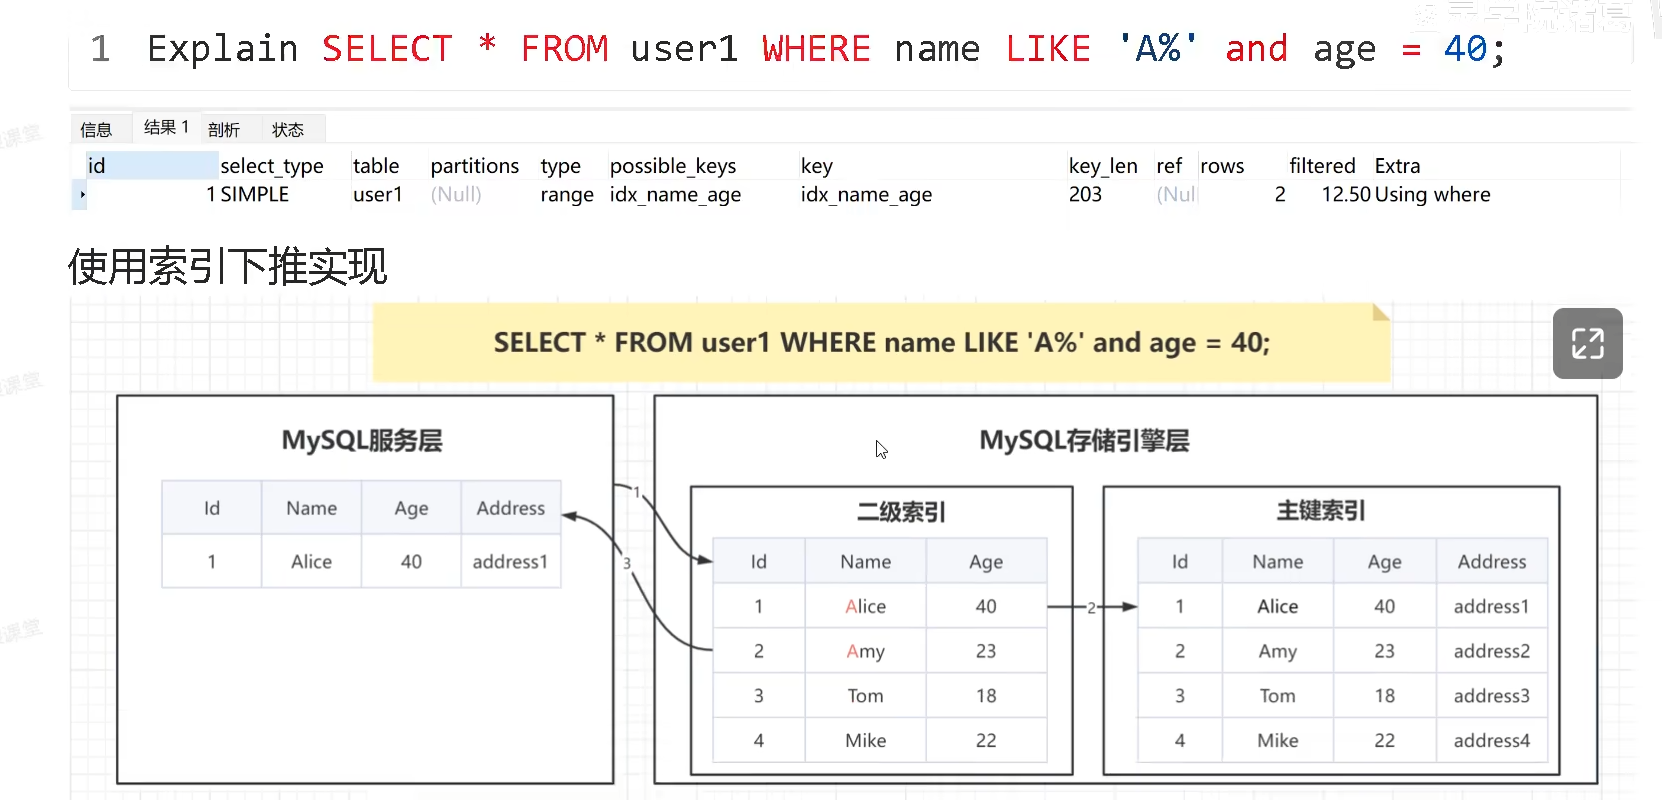 1 Explain SELECT * FROM user1 WHERE name LIKE 'A%' and age = 40;
信息 结果 1 剖析 状态
id select_type table partitions type possible_keys key key_len ref rows filtered Extra
1 SIMPLE user1 (Null) range idx_name_age idx_name_age 203 (Nul 2 12.50 Using where
使用索引下推实现
SELECT * FROM user1 WHERE name LIKE 'A%' and age = 40;
MySQL服务层
Id Name Age Address
1 Alice 40 address1
1
3
MySQL存储引擎层
二级索引
Id Name Age
1 Alice 40
2 Amy 23
3 Tom 18
4 Mike 22
2
主键索引
Id Name Age Address
1 Alice 40 address1
2 Amy 23 address2
3 Tom 18 address3
4 Mike 22 address4
课堂
课堂
课堂